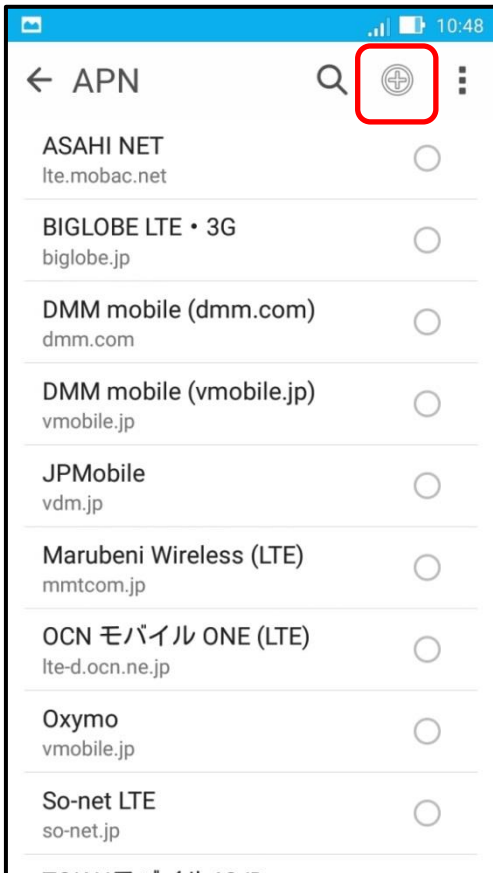 10:48
APN
ASAHI NET
lte.mobac.net
BIGLOBE LTE・3G
biglobe.jp
DMM mobile (dmm.com)
dmm.com
DMM mobile (vmobile.jp)
vmobile.jp
JPMobile
vdm.jp
Marubeni Wireless (LTE)
mmtcom.jp
OCN モバイル ONE (LTE)
lte-d.ocn.ne.jp
Oxymo
vmobile.jp
So-net LTE
so-net.jp